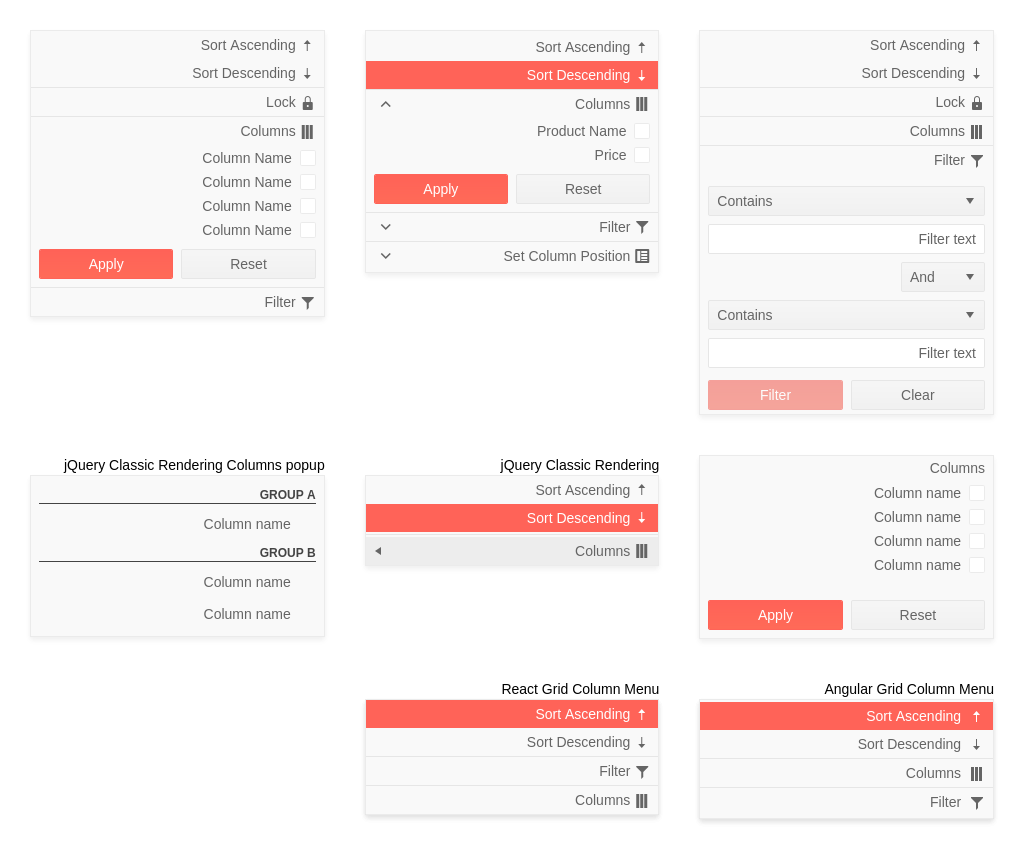 Sort Ascending
Sort Descending
Lock
Columns
Column Name
Column Name
Column Name
Column Name
Apply Reset
Filter
Sort Ascending
Sort Descending
Columns
Product Name
Price
Apply Reset
Filter
Set Column Position
Sort Ascending
Sort Descending
Lock
Columns
Filter
Contains
Filter text
And
Contains
Filter text
Filter Clear
jQuery Classic Rendering Columns popup
GROUP A
Column name
GROUP B
Column name
Column name
jQuery Classic Rendering
Sort Ascending
Sort Descending
Columns
Columns
Column name
Column name
Column name
Column name
Apply Reset
React Grid Column Menu
Sort Ascending
Sort Descending
Filter
Columns
Angular Grid Column Menu
Sort Ascending
Sort Descending
Columns
Filter